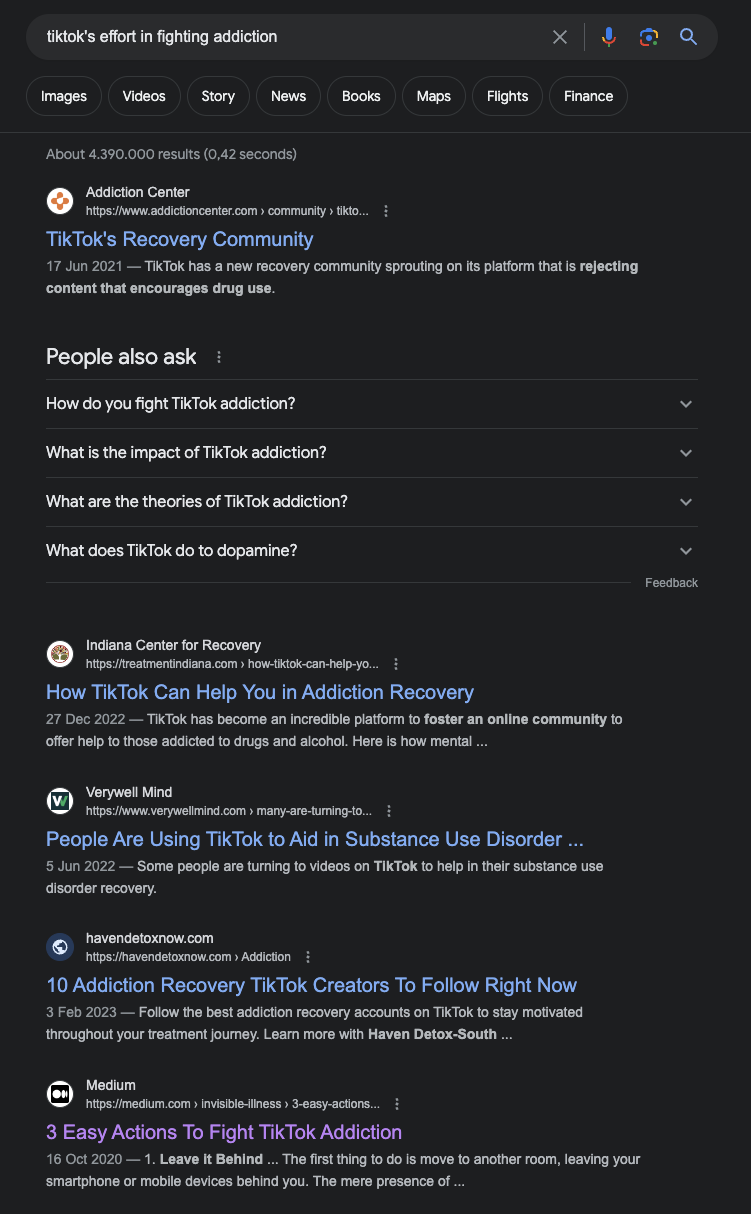 tiktok's effort in fighting addiction
Images Videos Story News Books Maps Flights Finance
About 4.390.000 results (0,42 seconds)
Addiction Center
https://www.addictioncenter.com › community › tikto...
TikTok's Recovery Community
17 Jun 2021 — TikTok has a new recovery community sprouting on its platform that is rejecting
content that encourages drug use.
People also ask
How do you fight TikTok addiction?
What is the impact of TikTok addiction?
What are the theories of TikTok addiction?
What does TikTok do to dopamine?
Feedback
Indiana Center for Recovery
https://treatmentindiana.com › how-tiktok-can-help-yo...
How TikTok Can Help You in Addiction Recovery
27 Dec 2022 — TikTok has become an incredible platform to foster an online community to
offer help to those addicted to drugs and alcohol. Here is how mental ...
Verywell Mind
https://www.verywellmind.com › many-are-turning-to...
People Are Using TikTok to Aid in Substance Use Disorder ...
5 Jun 2022 — Some people are turning to videos on TikTok to help in their substance use
disorder recovery.
havendetoxnow.com
https://havendetoxnow.com › Addiction
10 Addiction Recovery TikTok Creators To Follow Right Now
3 Feb 2023 — Follow the best addiction recovery accounts on TikTok to stay motivated
throughout your treatment journey. Learn more with Haven Detox-South ...
Medium
https://medium.com › invisible-illness › 3-easy-actions...
3 Easy Actions To Fight TikTok Addiction
16 Oct 2020 — 1. Leave it Behind ... The first thing to do is move to another room, leaving your
smartphone or mobile devices behind you. The mere presence of ...